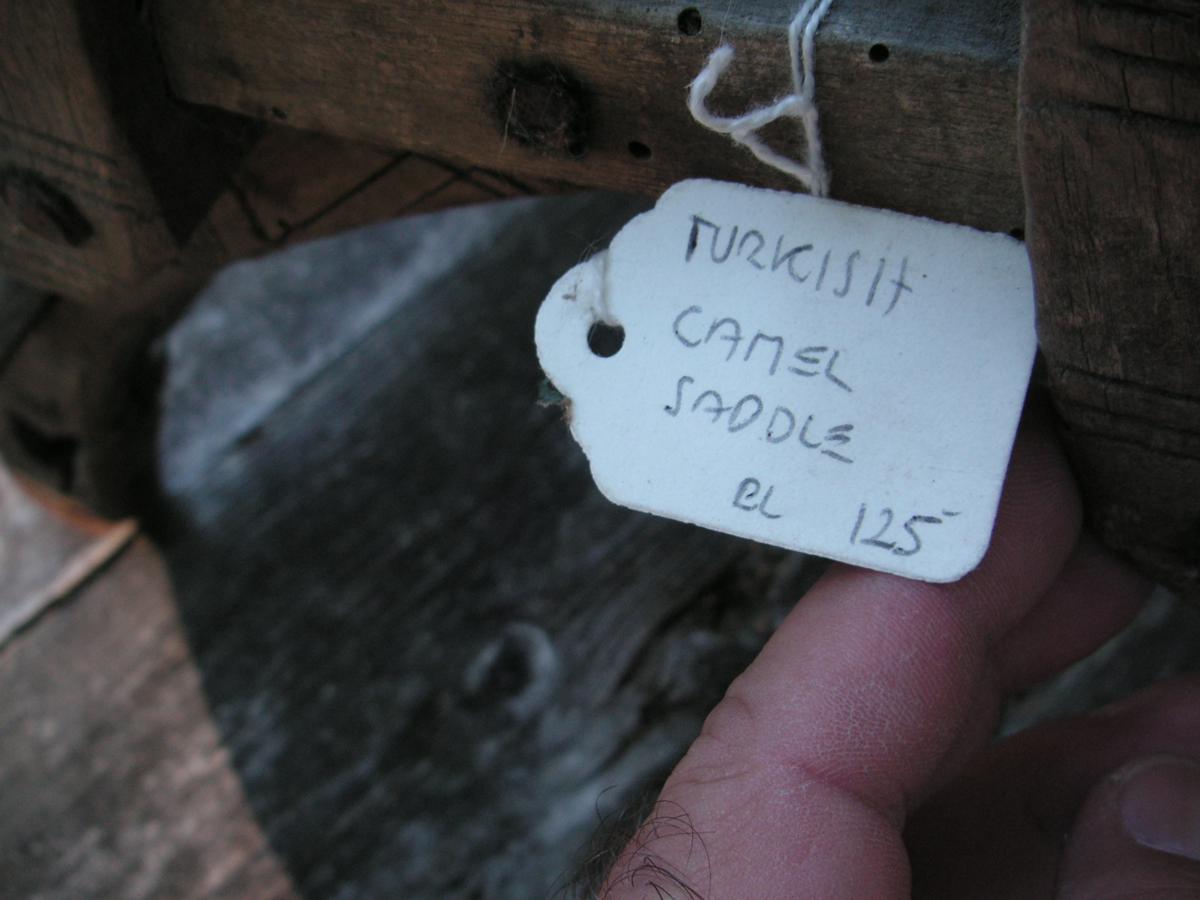 TURKISH
CAMEL
SADDLE
BL 125-